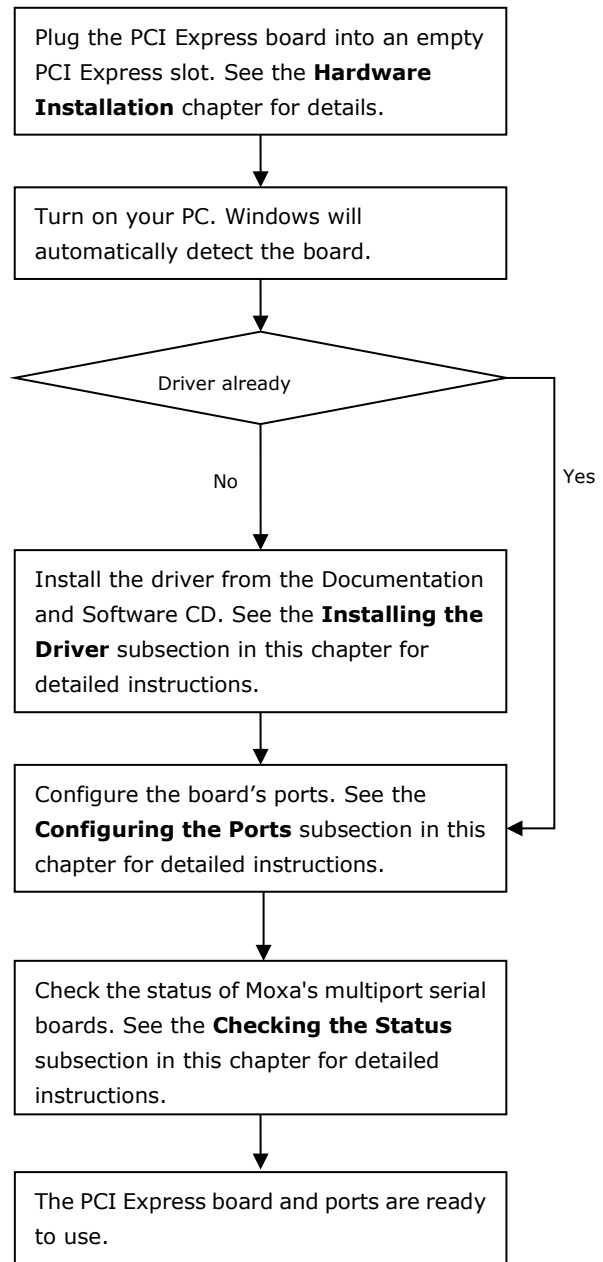 Plug the PCI Express board into an empty
PCI Express slot. See the Hardware
Installation chapter for details.
Turn on your PC. Windows will
automatically detect the board.
Driver already
No
Yes
Install the driver from the Documentation
and Software CD. See the Installing the
Driver subsection in this chapter for
detailed instructions.
Configure the board’s ports. See the
Configuring the Ports subsection in this
chapter for detailed instructions.
Check the status of Moxa's multiport serial
boards. See the Checking the Status
subsection in this chapter for detailed
instructions.
The PCI Express board and ports are ready
to use.